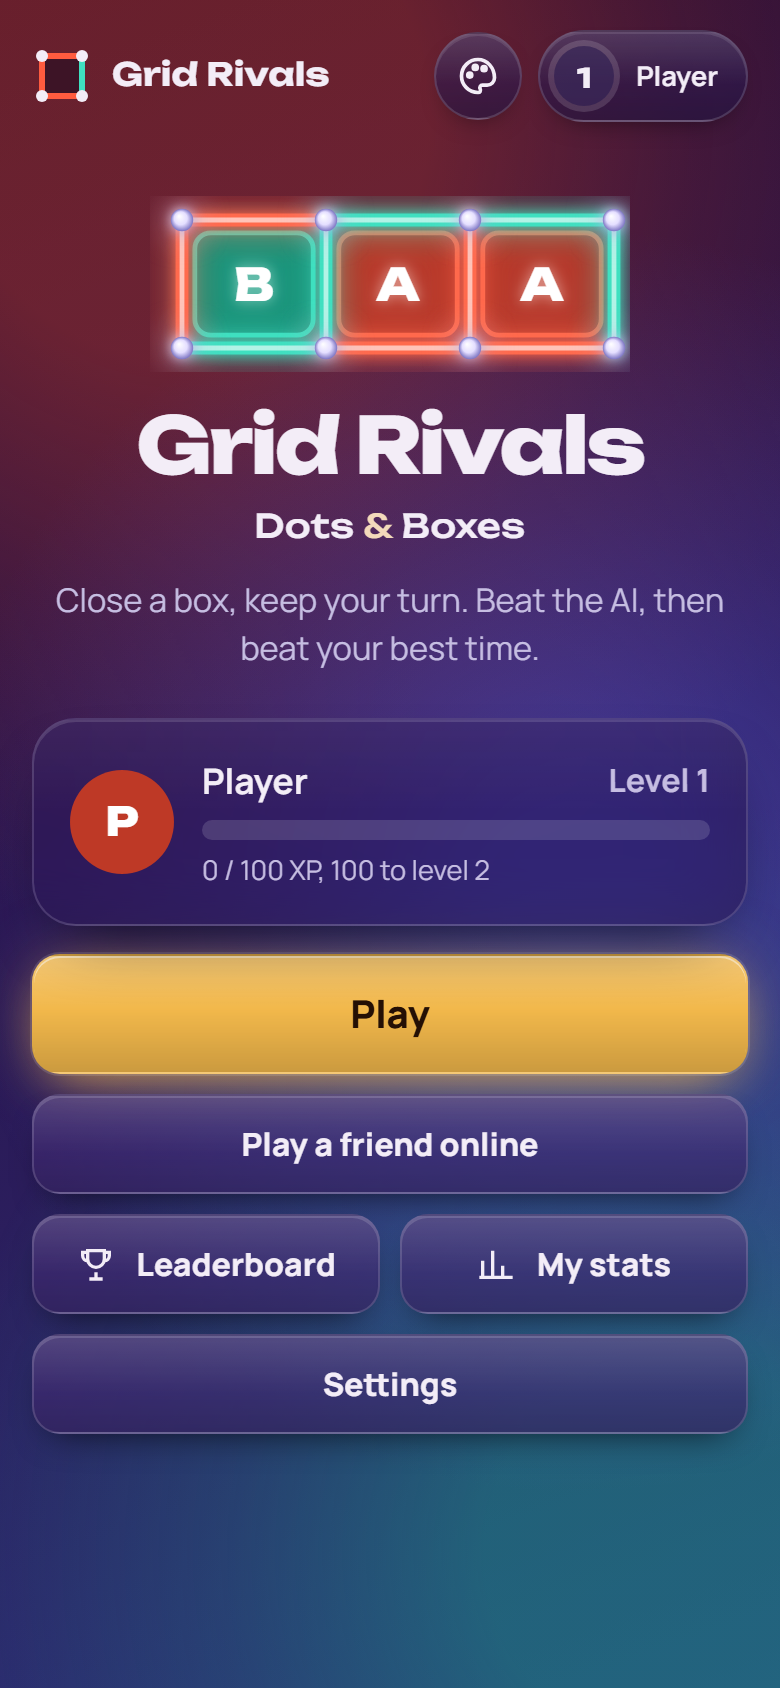 Grid Rivals
1 Player
B A A
Grid Rivals
Dots & Boxes
Close a box, keep your turn. Beat the AI, then
beat your best time.
P
Player
Level 1
0 / 100 XP, 100 to level 2
Play
Play a friend online
Leaderboard
My stats
Settings